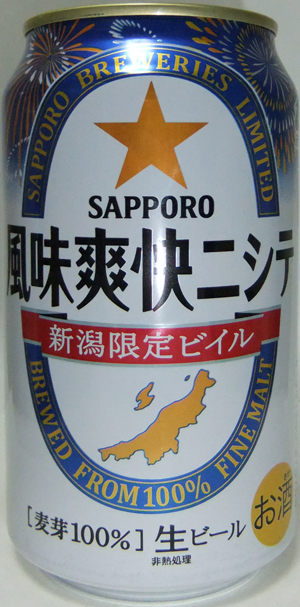 SAPPORO BREWERIES LIMITED
SAPPORO
風味爽快ニシテ
新潟限定ビイル
BREWED FROM 100% FINE MALT
[麦芽100%] 生ビール
非熱処理
お酒